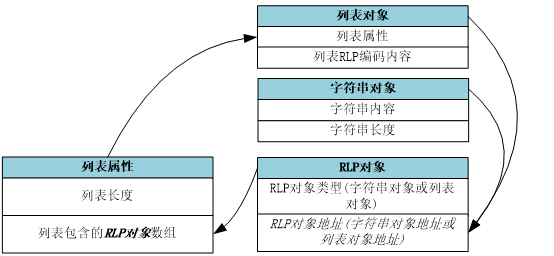 列表对象
列表属性
列表RLP编码内容
字符串对象
字符串内容
字符串长度
列表属性
列表长度
列表包含的RLP对象数组
RLP对象
RLP对象类型(字符串对象或列表
对象)
RLP对象地址(字符串对象地址或
列表对象地址)